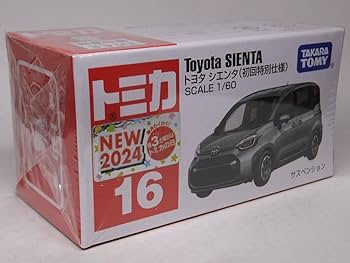 Toyota SIENTA
トヨタ シエンタ（初回特別仕様）
SCALE 1/60
TAKARA
TOMY
トミカ
NEW
2024
16
サスペンション